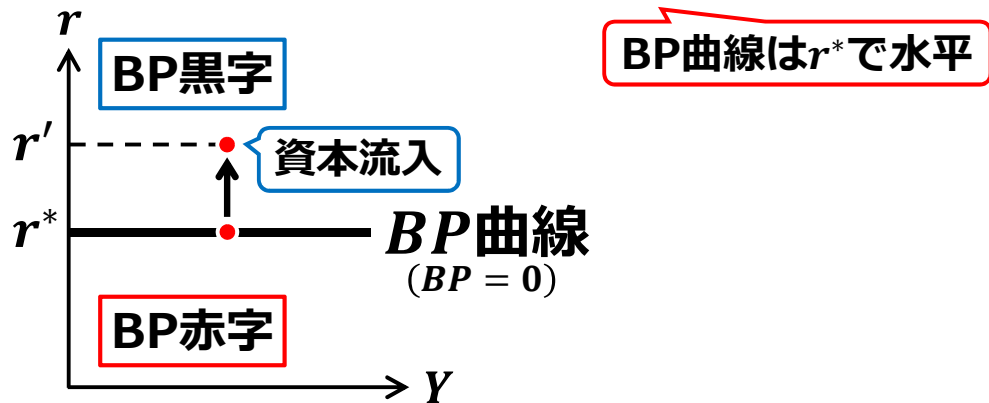 r
BP曲線はr*で水平
BP黒字
r′
資本流入
r*
BP曲線
(BP = 0)
BP赤字
Y